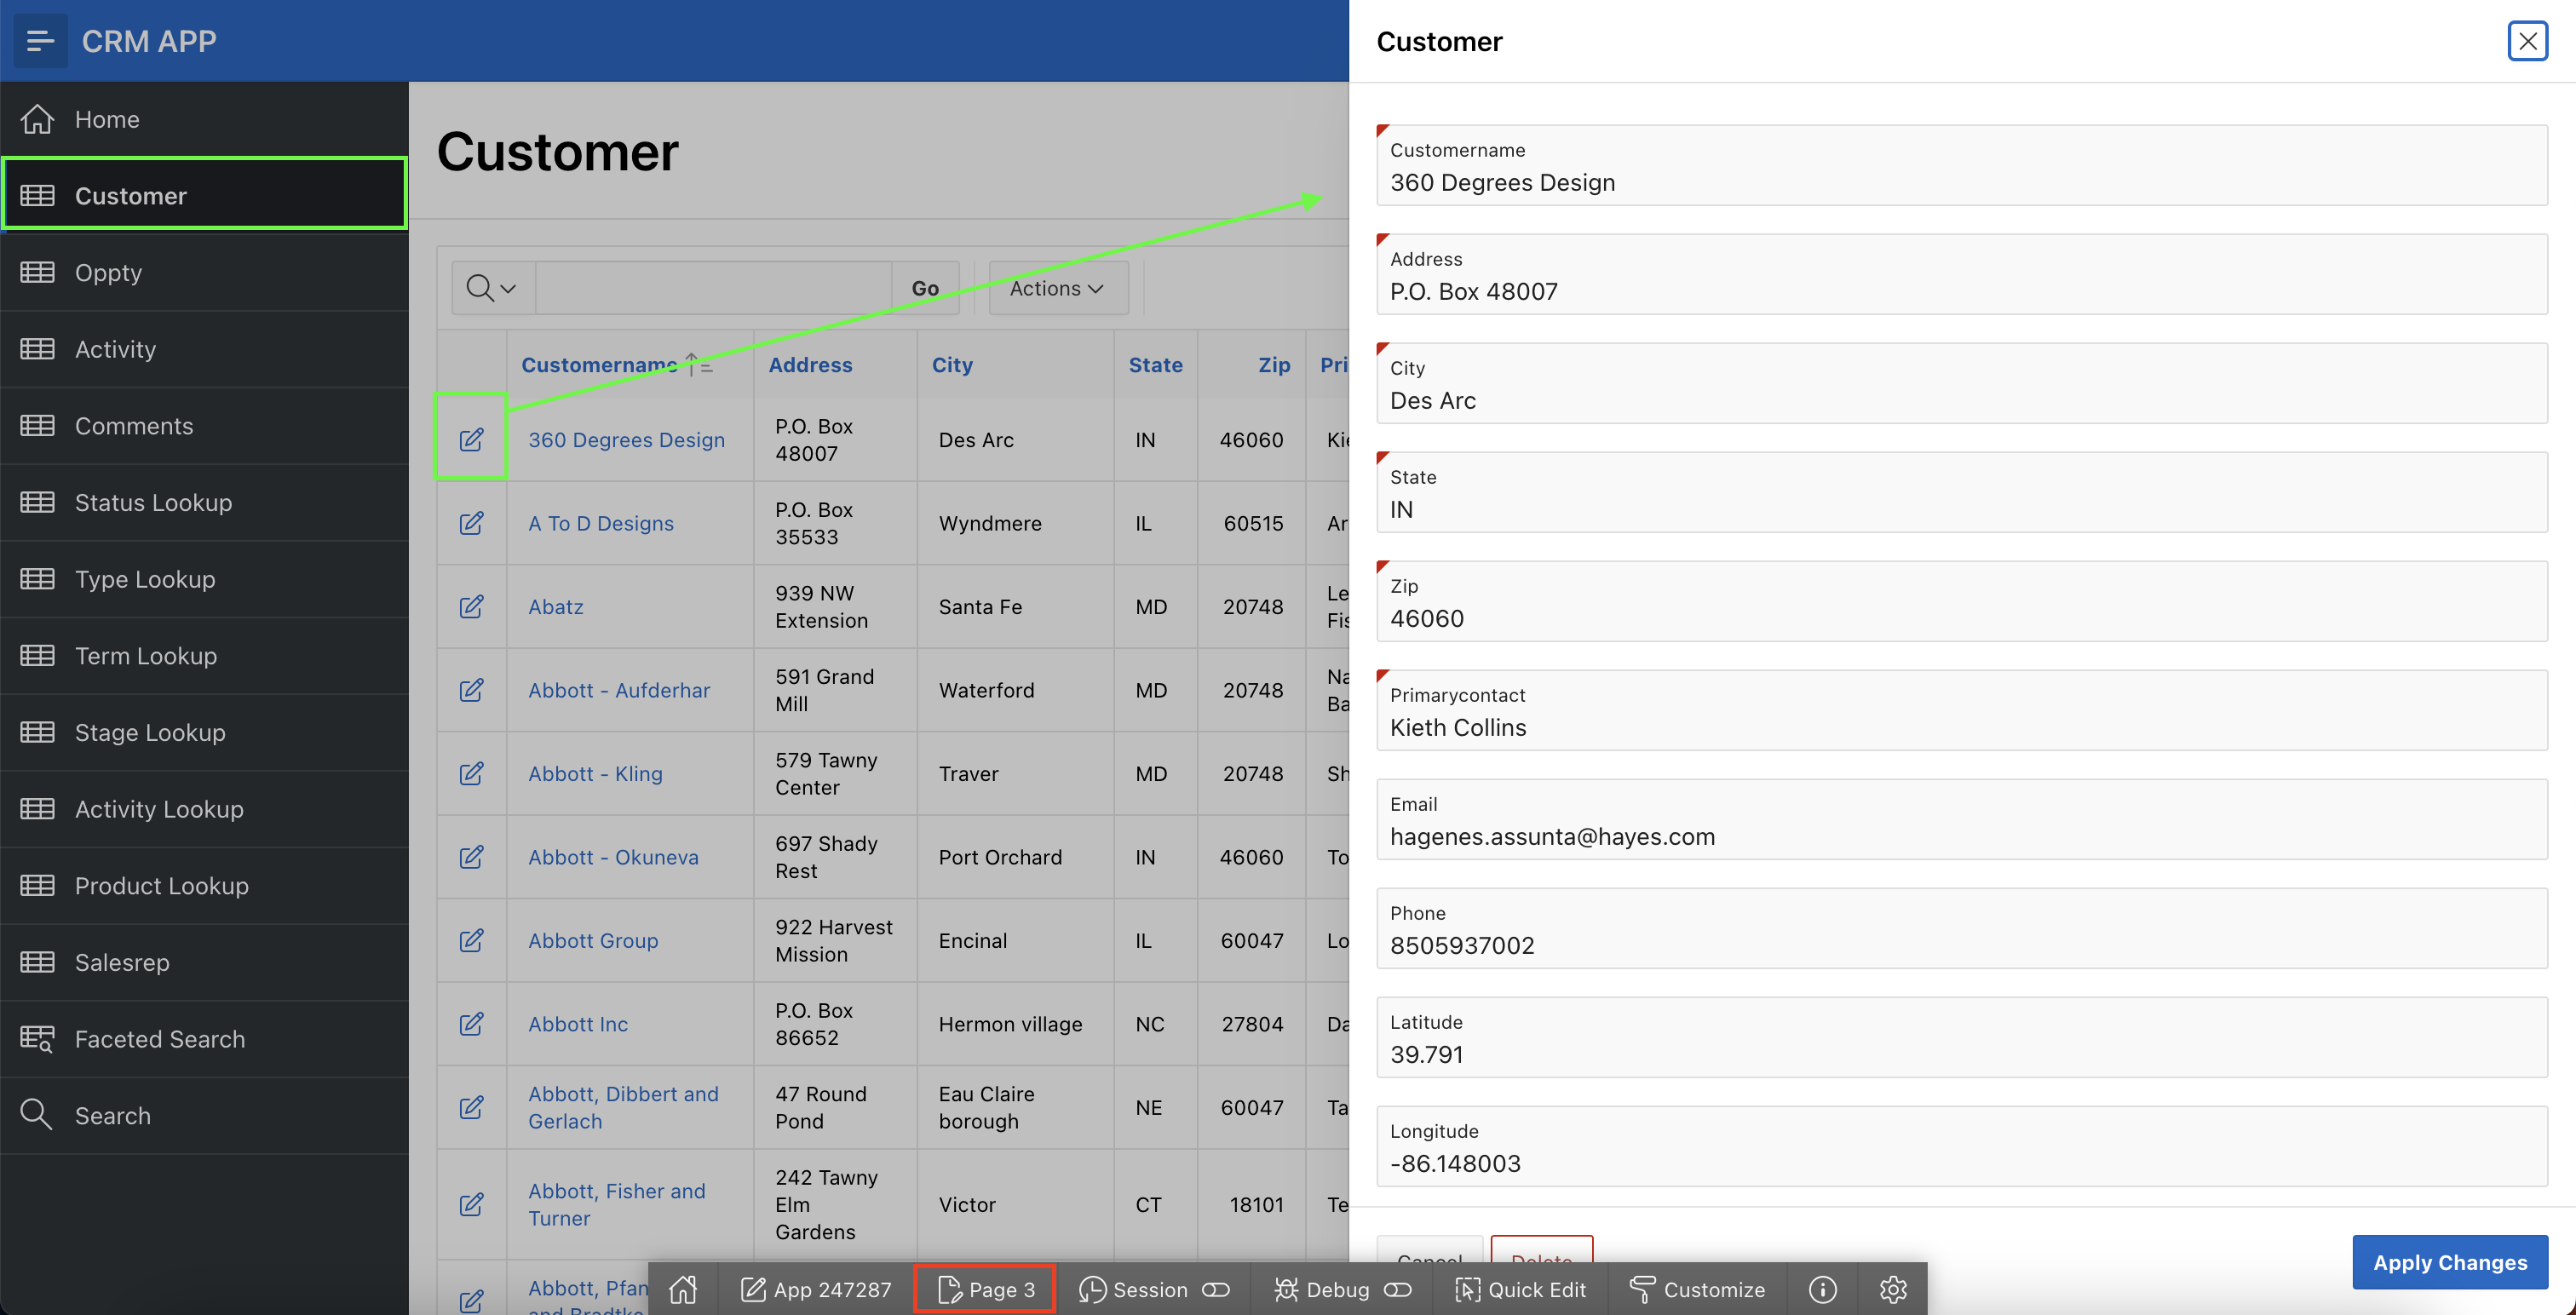 CRM APP
Home
Customer
Oppty
Activity
Comments
Status Lookup
Type Lookup
Term Lookup
Stage Lookup
Activity Lookup
Product Lookup
Salesrep
Faceted Search
Search
Customer
Go
Actions
Customername Address City State Zip Pri
360 Degrees Design P.O. Box Des Arc IN 46060 Kie
48007
A To D Designs P.O. Box Wyndmere IL 60515 Ar
35533
Abatz 939 NW Santa Fe MD 20748 Le
Extension Fis
Abbott - Aufderhar 591 Grand Waterford MD 20748 Na
Mill Ba
Abbott - Kling 579 Tawny Traver MD 20748 Sh
Center
Abbott - Okuneva 697 Shady Port Orchard IN 46060 To
Rest
Abbott Group 922 Harvest Encinal IL 60047 Lo
Mission
Abbott Inc P.O. Box Hermon village NC 27804 Da
86652
Abbott, Dibbert and 47 Round Eau Claire NE 60047 Ta
Gerlach Pond borough
Abbott, Fisher and 242 Tawny Victor CT 18101 Te
Turner Elm
Gardens
Abbott, Pfan
Customer
Customername
360 Degrees Design
Address
P.O. Box 48007
City
Des Arc
State
IN
Zip
46060
Primarycontact
Kieth Collins
Email
hagenes.assunta@hayes.com
Phone
8505937002
Latitude
39.791
Longitude
-86.148003
Cancel Delete Apply Changes
App 247287 Page 3 Session Debug Quick Edit Customize